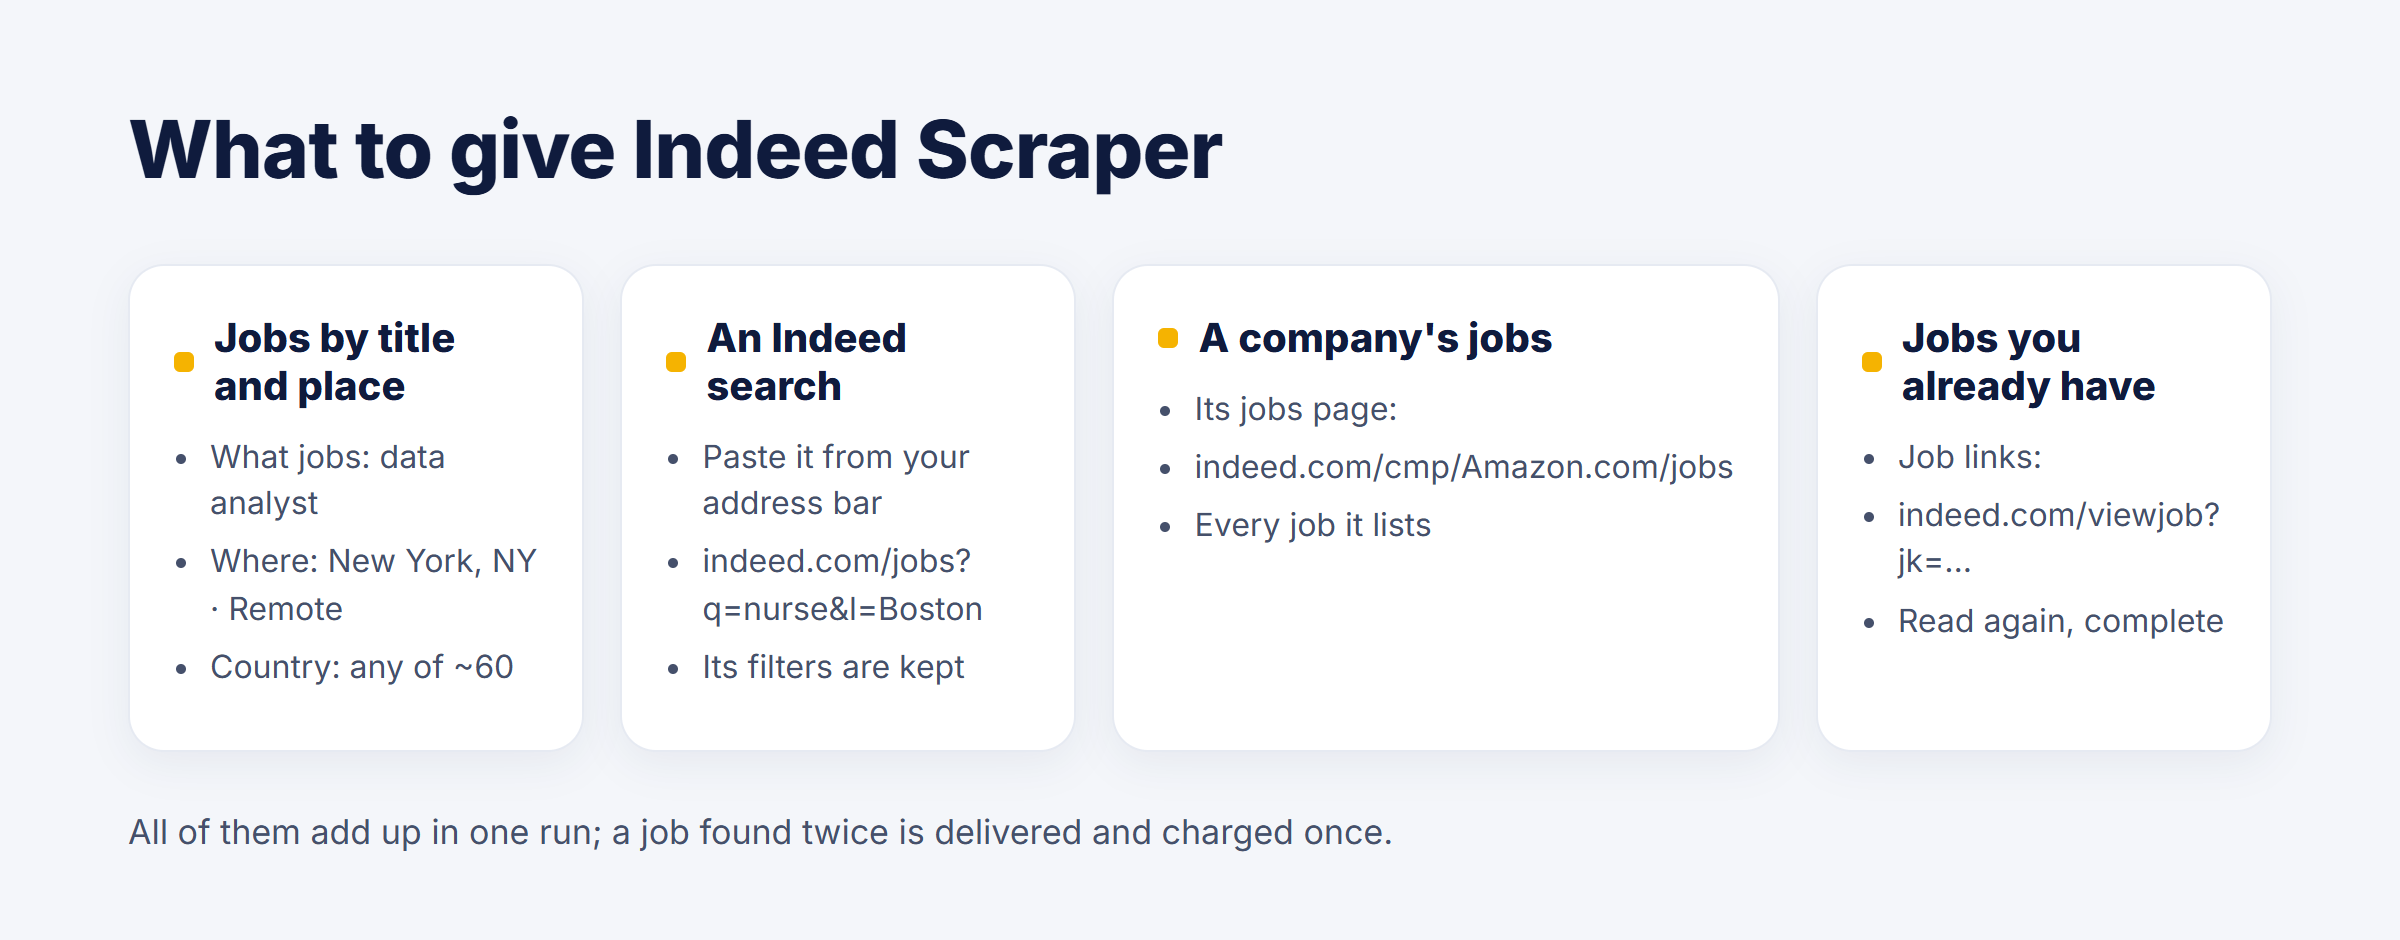 What to give Indeed Scraper
Jobs by title
and place
• What jobs: data
analyst
• Where: New York, NY
· Remote
• Country: any of ~60
An Indeed
search
• Paste it from your
address bar
• indeed.com/jobs?
q=nurse&l=Boston
• Its filters are kept
A company's jobs
• Its jobs page:
• indeed.com/cmp/Amazon.com/jobs
• Every job it lists
Jobs you
already have
• Job links:
• indeed.com/viewjob?
jk=...
• Read again, complete
All of them add up in one run; a job found twice is delivered and charged once.